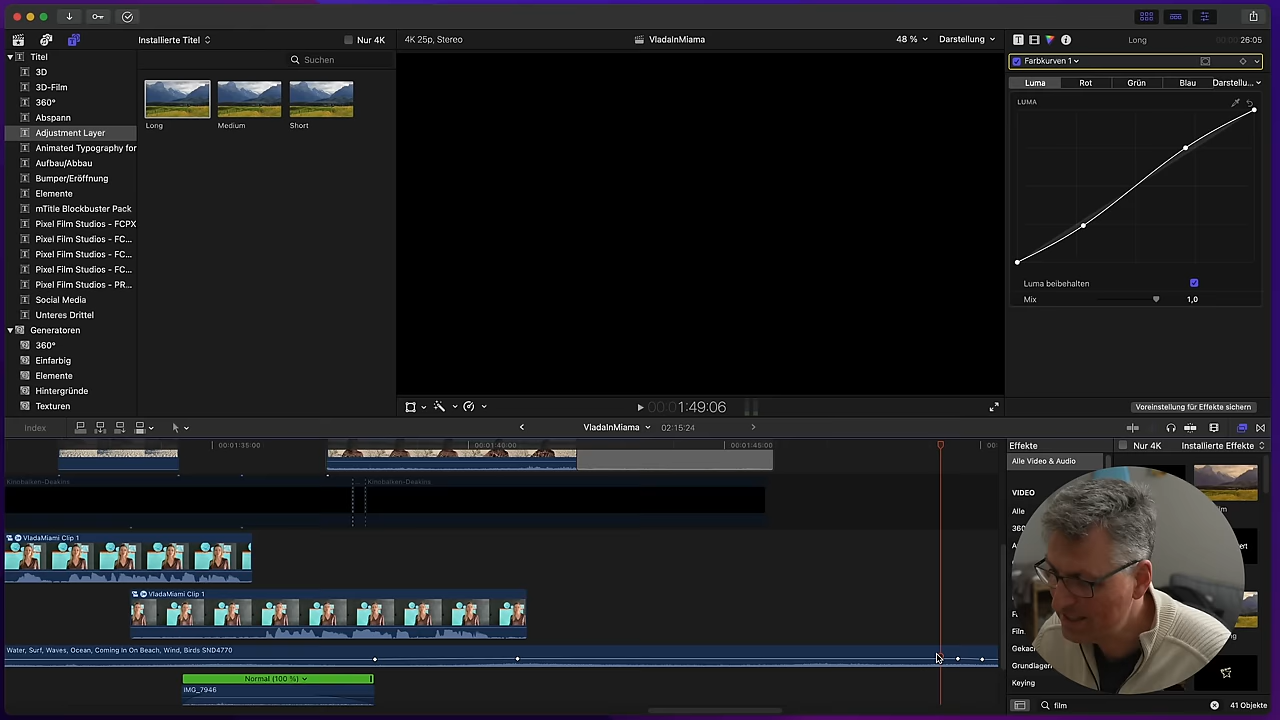 Installierte Titel
Nur 4K
4K 25p, Stereo
VladaInMiama
48 %
Darstellung
Long
00:00:26:05
Titel
Suchen
Farbkurven 1
3D
3D-Film
360°
Abspann
Adjustment Layer
Animated Typography for
Aufbau/Abbau
Bumper/Eröffnung
Elemente
mTitle Blockbuster Pack
Pixel Film Studios - FCPX
Pixel Film Studios - FC...
Pixel Film Studios - FC...
Pixel Film Studios - FC...
Pixel Film Studios - PR...
Social Media
Unteres Drittel
Generatoren
360°
Einfarbig
Elemente
Hintergründe
Texturen
Long
Medium
Short
Luma
Rot
Grün
Blau
Darstellu...
LUMA
Luma beibehalten
Mix
1,0
00:01:49:06
Voreinstellung für Effekte sichern
Index
VladaInMiama
02:15:24
00:01:35:00
00:01:40:00
00:01:45:00
Kinobalken-Deakins
Kinobalken-Deakins
VladaMiami Clip 1
VladaMiami Clip 1
Water, Surf, Waves, Ocean, Coming In On Beach, Wind, Birds SND4770
Normal (100 %)
IMG_7946
Effekte
Nur 4K
Installierte Effekte
Alle Video & Audio
VIDEO
Alle
Film
Grundlagen
Keying
film
41 Objekte